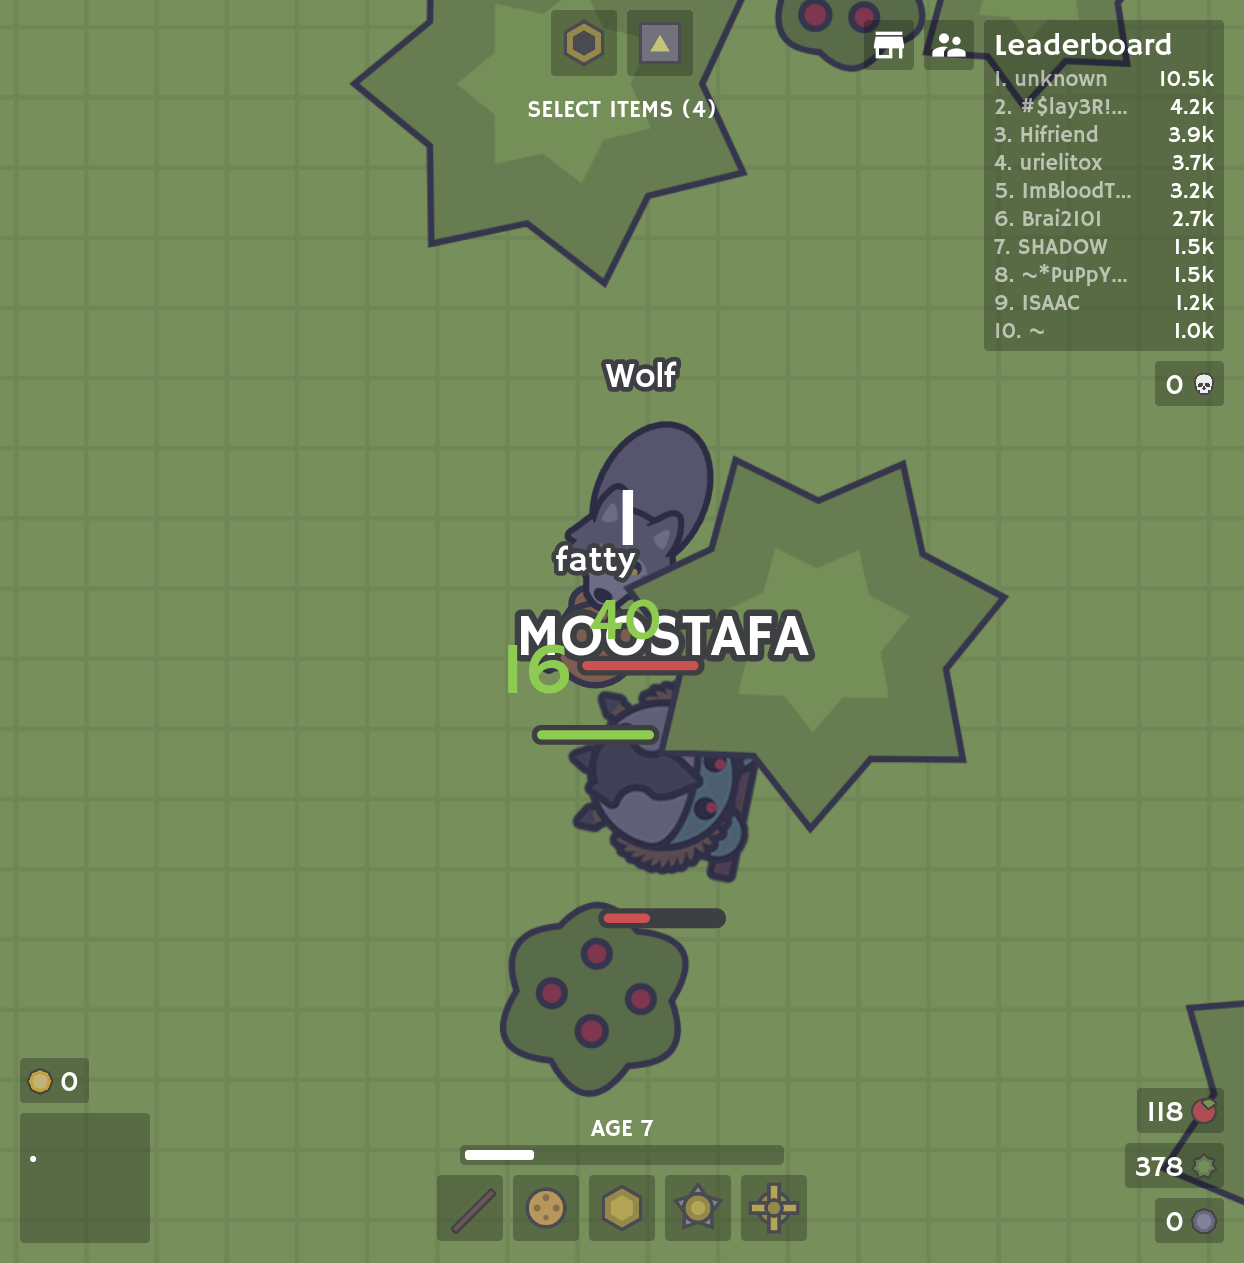 SELECT ITEMS (4)
Leaderboard
1. unknown 10.5k
2. #$lay3R!... 4.2k
3. Hifriend 3.9k
4. urielitox 3.7k
5. ImBloodT... 3.2k
6. Brai2101 2.7k
7. SHADOW 1.5k
8. ~*PuPpY... 1.5k
9. ISAAC 1.2k
10. ~ 1.0k
0
Wolf
1
fatty
40
MOOSTAFA
16
0
118
AGE 7
378
0